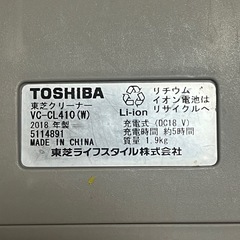 TOSHIBA
東芝クリーナー
VC-CL410(W)
2018 年製
5114891
MADE IN CHINA
Li-ion
リチウム
イオン電池は
リサイクルへ
充電式 (DC18 V)
充電時間 約5時間
質量 1.9kg
東芝ライフスタイル株式会社